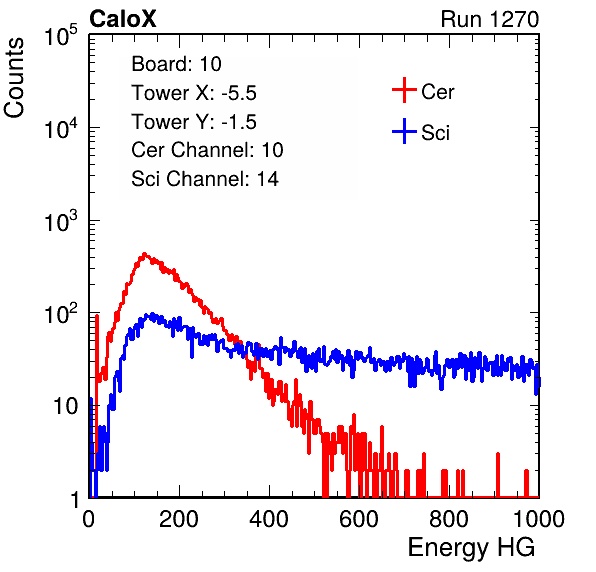 CaloX Run 1270
Counts
Board: 10
Tower X: -5.5
Tower Y: -1.5
Cer Channel: 10
Sci Channel: 14
Cer
Sci
10^5
10^4
10^3
10^2
10
1
0 200 400 600 800 1000
Energy HG